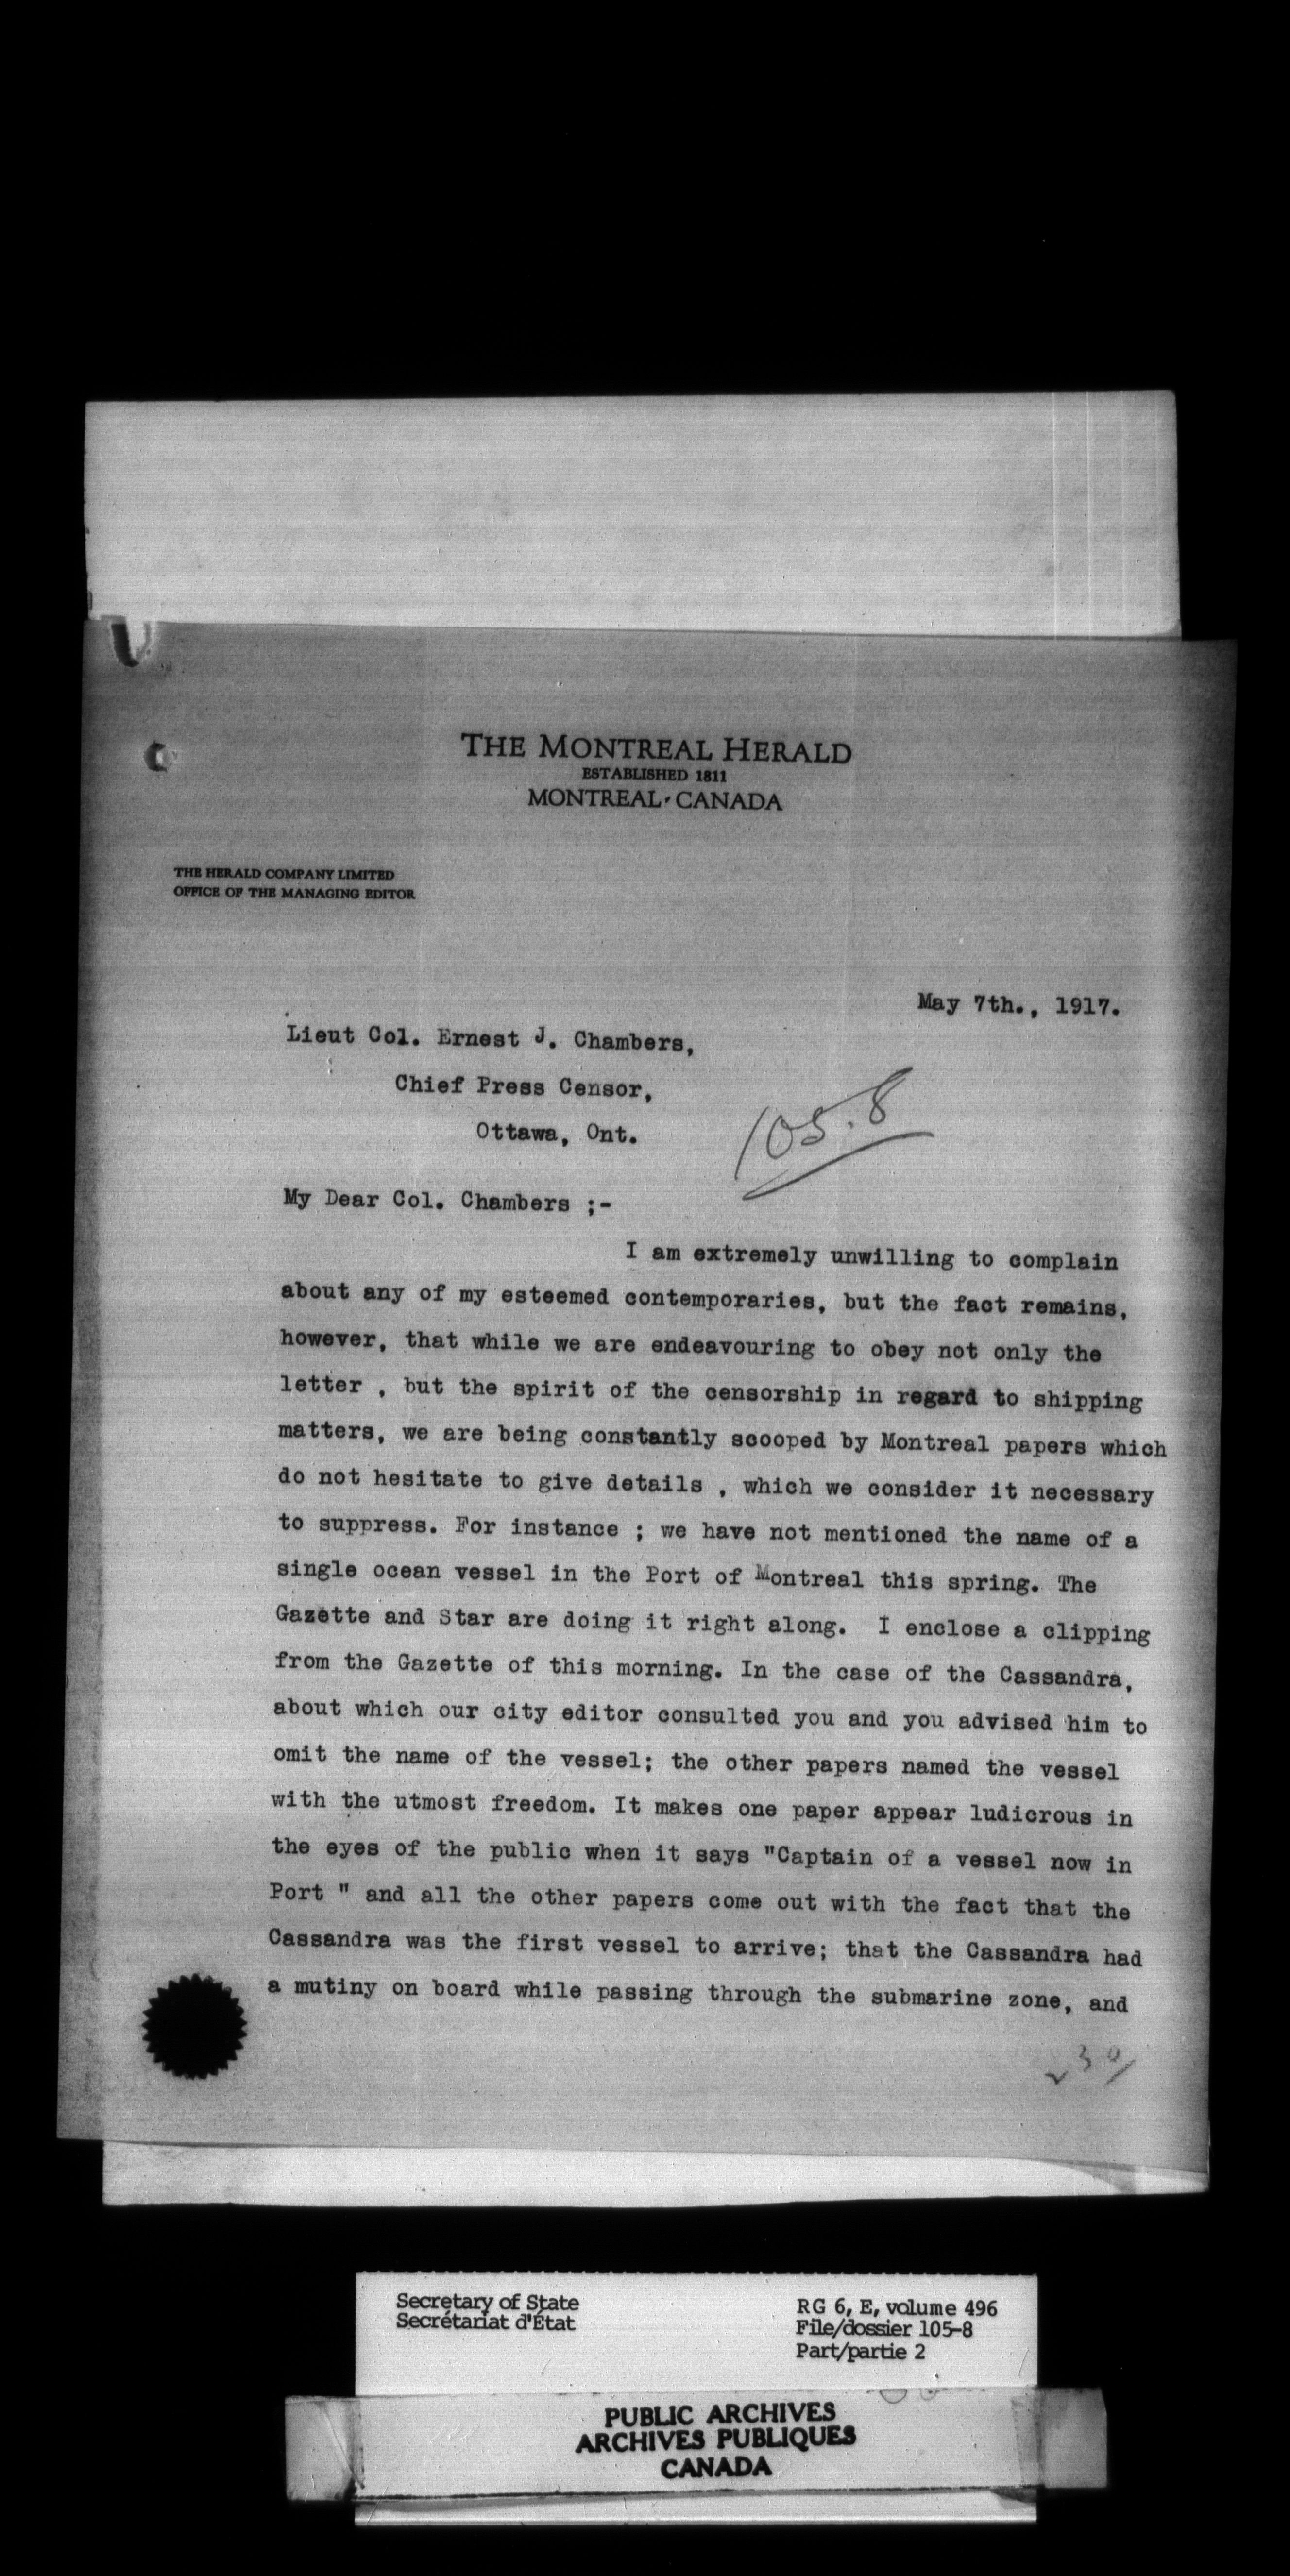 THE MONTREAL HERALD
ESTABLISHED 1811
MONTREAL, CANADA
THE HERALD COMPANY LIMITED
OFFICE OF THE MANAGING EDITOR
May 7th., 1917.
Lieut Col. Ernest J. Chambers,
Chief Press Censor,
Ottawa, Ont.
105.8
My Dear Col. Chambers ;-
I am extremely unwilling to complain
about any of my esteemed contemporaries, but the fact remains,
however, that while we are endeavouring to obey not only the
letter , but the spirit of the censorship in regard to shipping
matters, we are being constantly scooped by Montreal papers which
do not hesitate to give details , which we consider it necessary
to suppress. For instance ; we have not mentioned the name of a
single ocean vessel in the Port of Montreal this spring. The
Gazette and Star are doing it right along. I enclose a clipping
from the Gazette of this morning. In the case of the Cassandra,
about which our city editor consulted you and you advised him to
omit the name of the vessel; the other papers named the vessel
with the utmost freedom. It makes one paper appear ludicrous in
the eyes of the public when it says "Captain of a vessel now in
Port " and all the other papers come out with the fact that the
Cassandra was the first vessel to arrive; that the Cassandra had
a mutiny on board while passing through the submarine zone, and
Secretary of State
Secrétariat d'État
RG 6, E, volume 496
File/dossier 105-8
Part/partie 2
PUBLIC ARCHIVES
ARCHIVES PUBLIQUES
CANADA